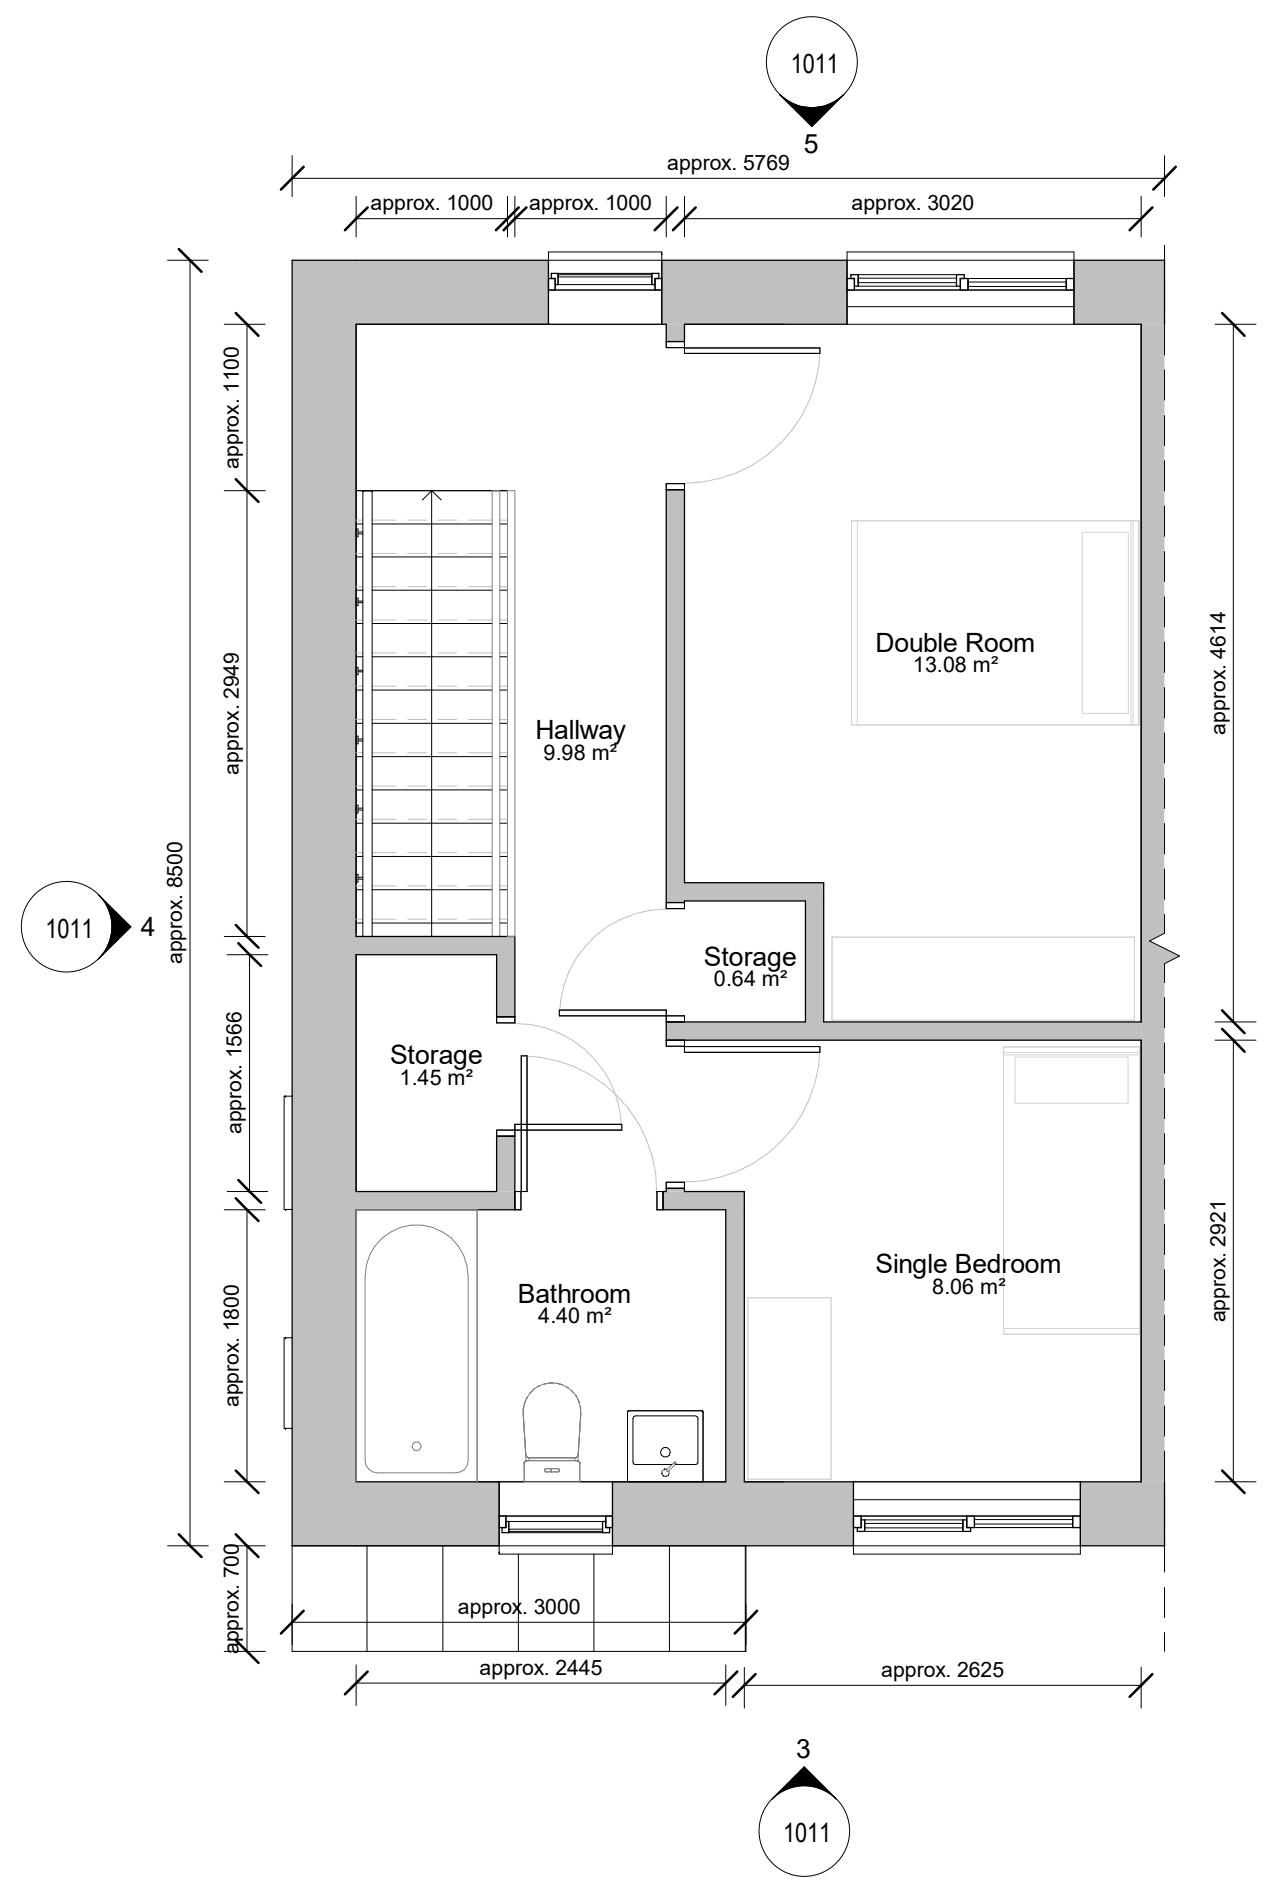 1011
5
approx. 5769
approx. 1000
approx. 1000
approx. 3020
approx. 1100
approx. 2949
approx. 8500
approx. 1566
approx. 1800
approx. 700
1011
4
Hallway
9.98 m²
Double Room
13.08 m²
Storage
0.64 m²
Storage
1.45 m²
Bathroom
4.40 m²
Single Bedroom
8.06 m²
approx. 4614
approx. 2921
approx. 3000
approx. 2445
approx. 2625
3
1011